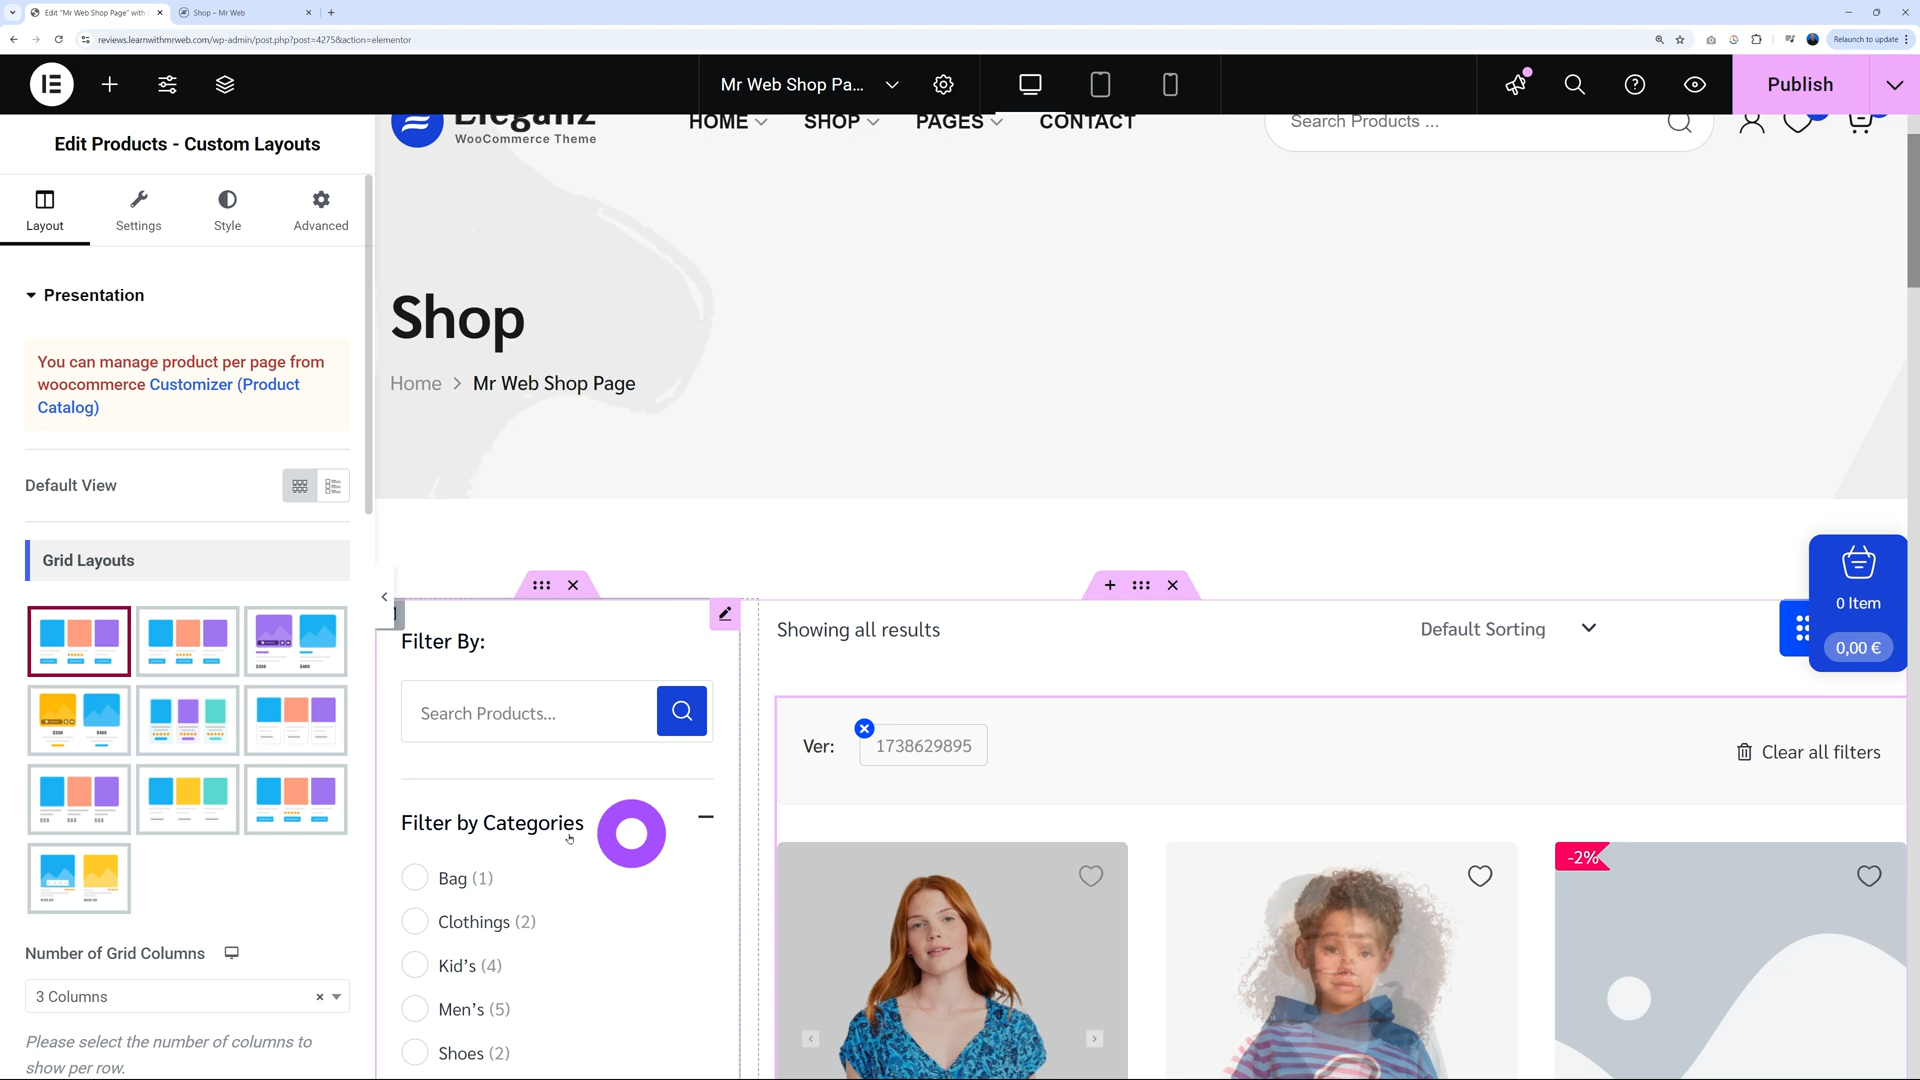 Edit "Mr Web Shop Page" with
Shop – Mr Web
reviews.learnwithmrweb.com/wp-admin/post.php?post=4275&action=elementor
Relaunch to update
Mr Web Shop Pa...
Publish
Edit Products - Custom Layouts
Layout
Settings
Style
Advanced
Presentation
You can manage product per page from
woocommerce Customizer (Product
Catalog)
Default View
Grid Layouts
Number of Grid Columns
3 Columns
Please select the number of columns to
show per row.
Eleganz
WooCommerce Theme
HOME
SHOP
PAGES
CONTACT
Search Products ...
Shop
Home > Mr Web Shop Page
Filter By:
Search Products...
Filter by Categories
Bag (1)
Clothings (2)
Kid's (4)
Men's (5)
Shoes (2)
Showing all results
Default Sorting
0 Item
0,00 €
Ver:
1738629895
Clear all filters
-2%